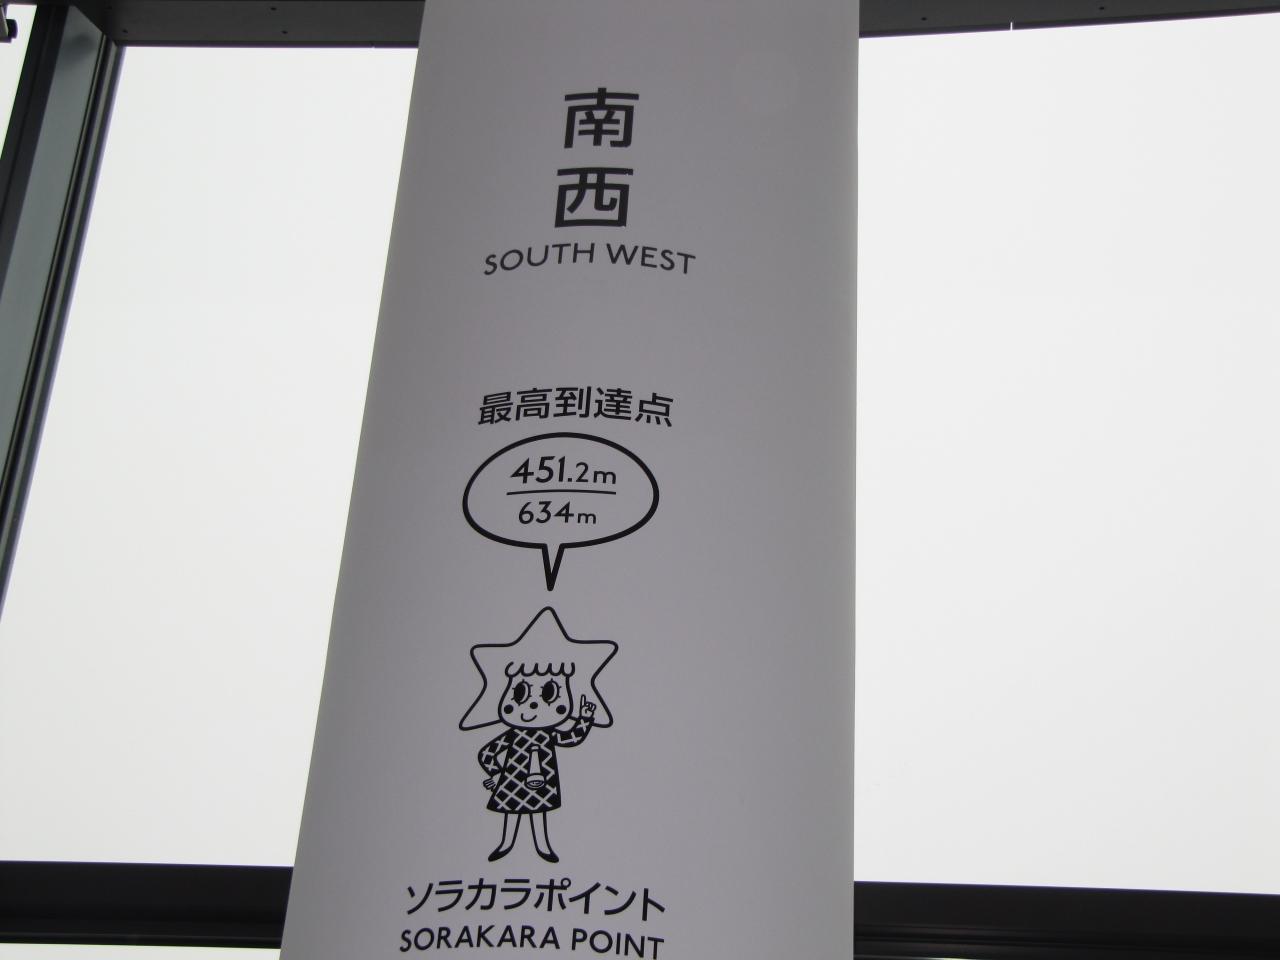 南
西
SOUTH WEST
最高到達点
451.2m
634m
ソラカラポイント
SORAKARA POINT